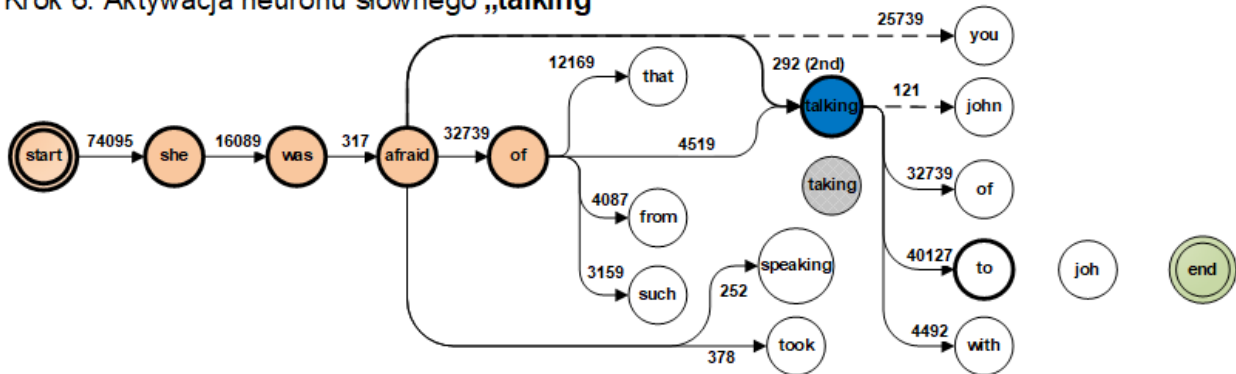 Krok 6. Aktywacja neuronu słownego „talking
25739
you
12169
that
292 (2nd)
talking
121
john
start
74095
she
16089
was
317
afraid
32739
of
4519
taking
32739
of
4087
from
speaking
252
40127
to
joh
end
3159
such
378
took
4492
with